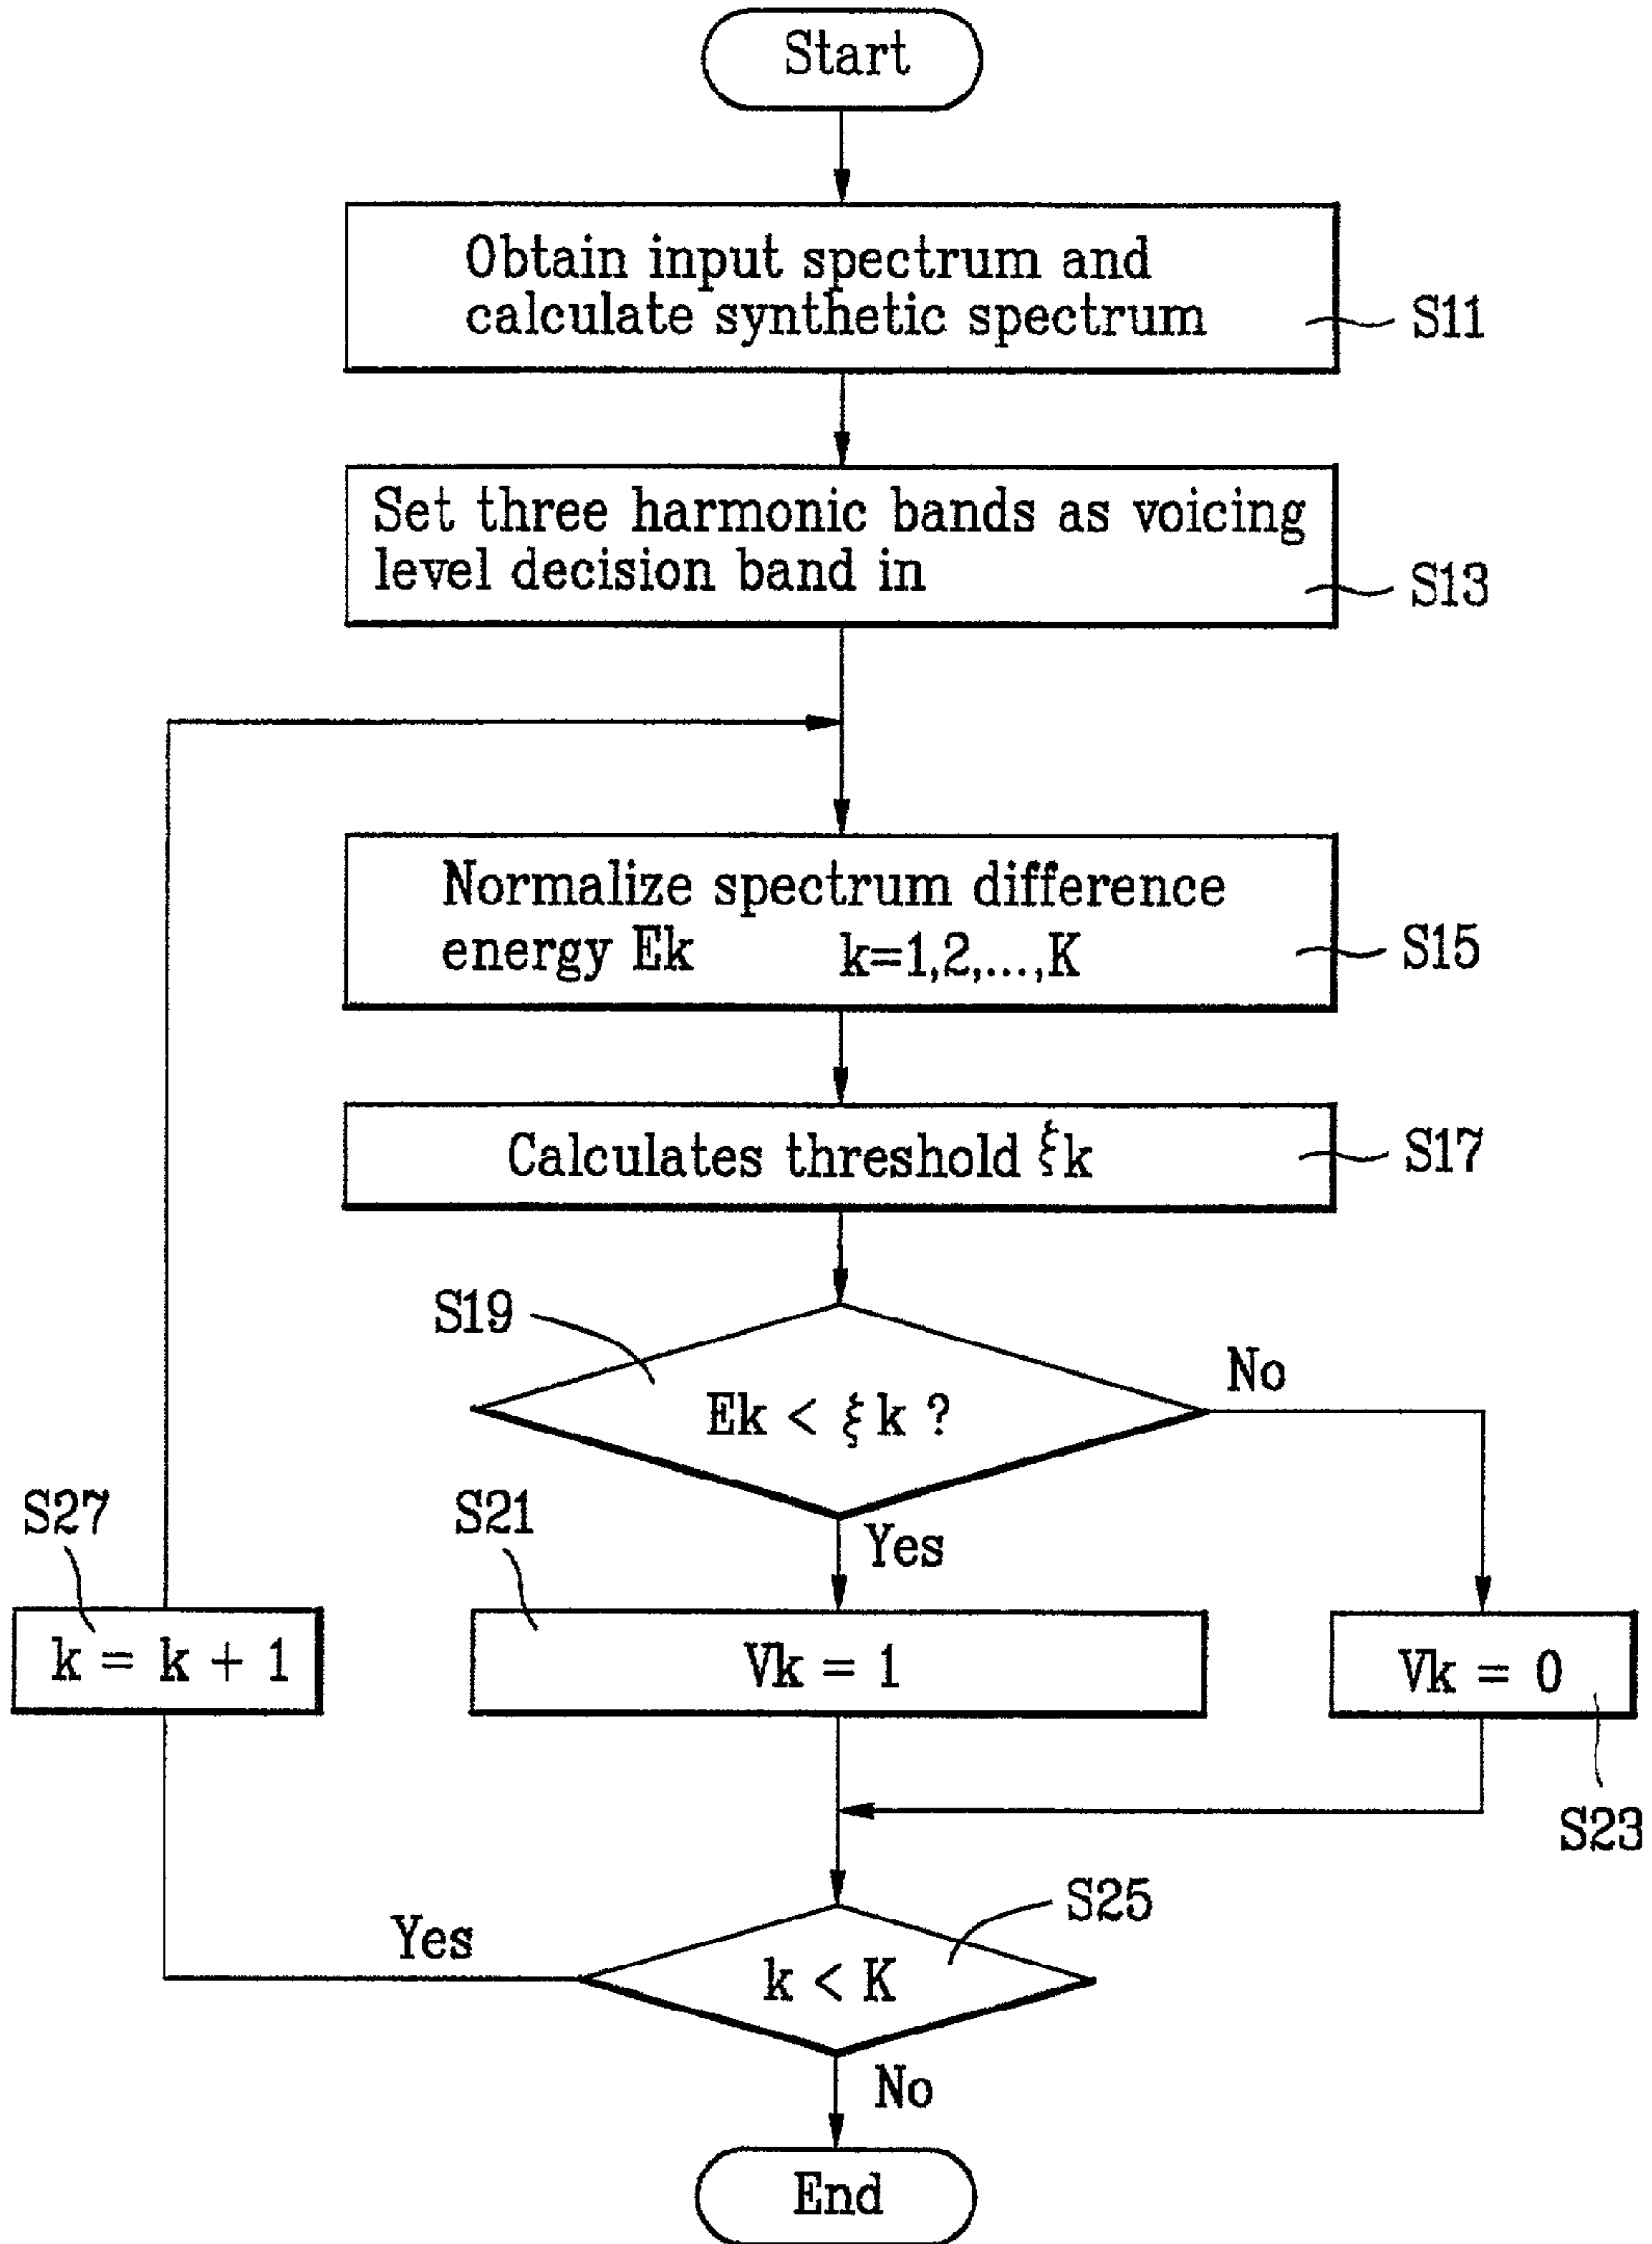 Start
Obtain input spectrum and
calculate synthetic spectrum
S11
Set three harmonic bands as voicing
level decision band in
S13
Normalize spectrum difference
energy Ek k=1,2,...,K
S15
Calculates threshold ξk
S17
S19
Ek < ξk ?
No
Yes
S27
k = k + 1
S21
Vk = 1
Vk = 0
S23
S25
Yes
k < K
No
End